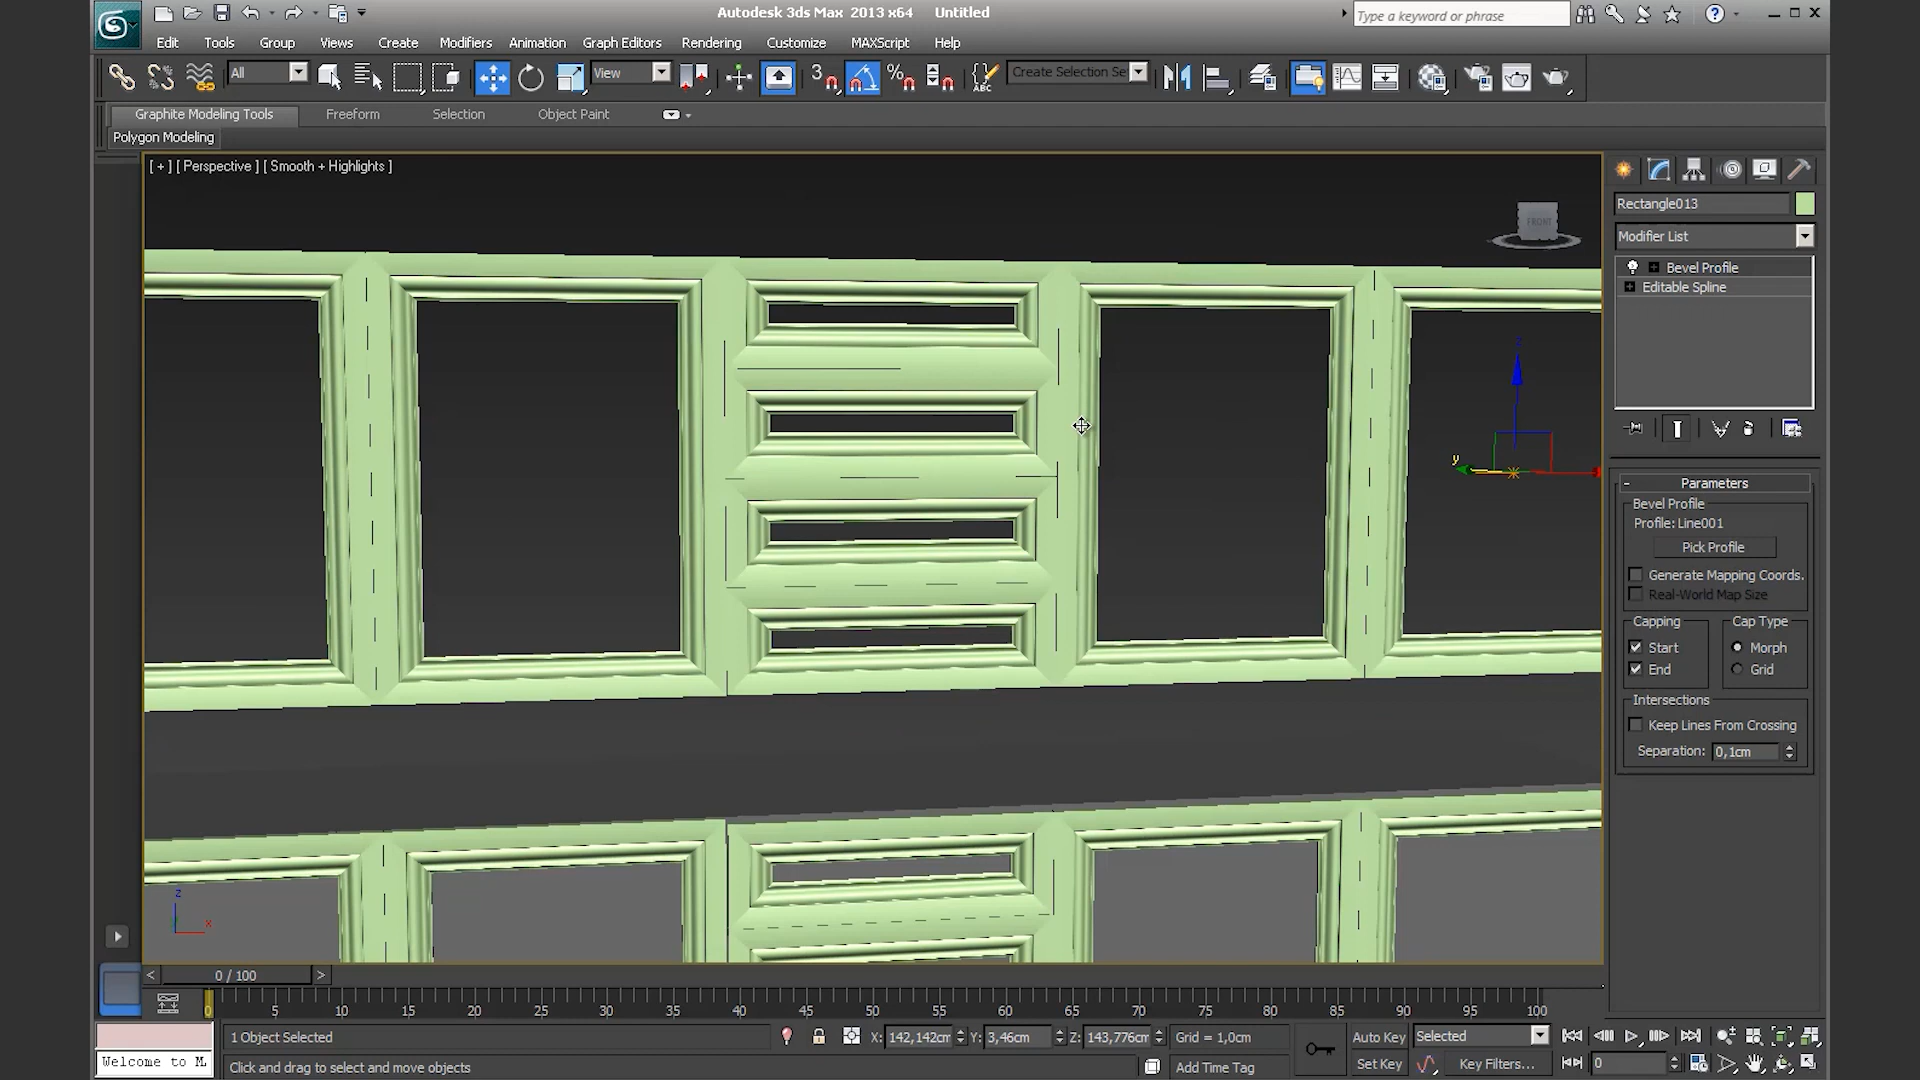 Autodesk 3ds Max 2013 x64 Untitled
Type a keyword or phrase
Edit Tools Group Views Create Modifiers Animation Graph Editors Rendering Customize MAXScript Help
All
View
3
%
ABC
Create Selection Se
Graphite Modeling Tools Freeform Selection Object Paint
Polygon Modeling
[ + ] [ Perspective ] [ Smooth + Highlights ]
FRONT
Rectangle013
Modifier List
Bevel Profile
Editable Spline
z
y
Parameters
Bevel Profile
Profile: Line001
Pick Profile
Generate Mapping Coords.
Real-World Map Size
Capping
Start
End
Cap Type
Morph
Grid
Intersections
Keep Lines From Crossing
Separation: 0,1cm
z
x
< 0 / 100 >
0 5 10 15 20 25 30 35 40 45 50 55 60 65 70 75 80 85 90 95 100
1 Object Selected
X: 142,142cm Y: 3,46cm Z: 143,776cm Grid = 1,0cm
Auto Key Selected
Welcome to M.
Click and drag to select and move objects
Add Time Tag
Set Key Key Filters... 0